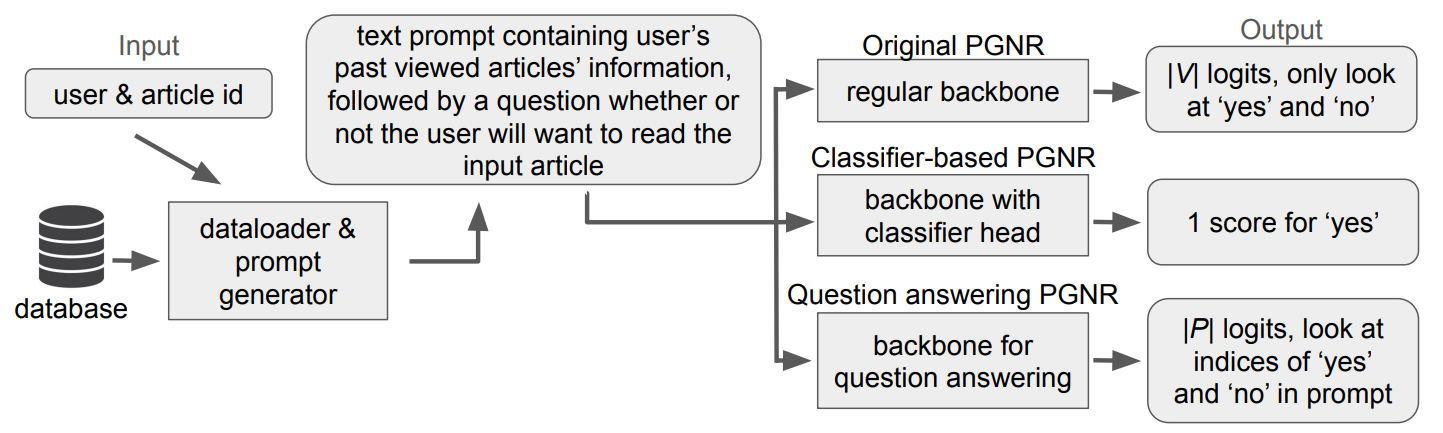 Input
user & article id
database
dataloader &
prompt
generator
text prompt containing user’s
past viewed articles’ information,
followed by a question whether or
not the user will want to read the
input article
Original PGNR
regular backbone
Classifier-based PGNR
backbone with
classifier head
Question answering PGNR
backbone for
question answering
Output
|V| logits, only look
at ‘yes’ and ‘no’
1 score for ‘yes’
|P| logits, look at
indices of ‘yes’
and ‘no’ in prompt